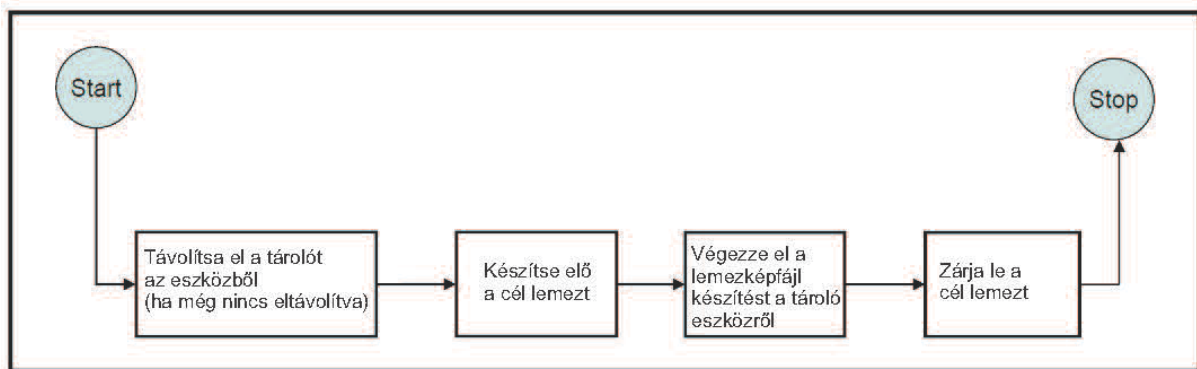 Start
Stop
Távolítsa el a tárolót
az eszközből
(ha még nincs eltávolítva)
Készítse elő
a cél lemezt
Végezze el a
lemezképfájl
készítést a tároló
eszközről
Zárja le a
cél lemezt